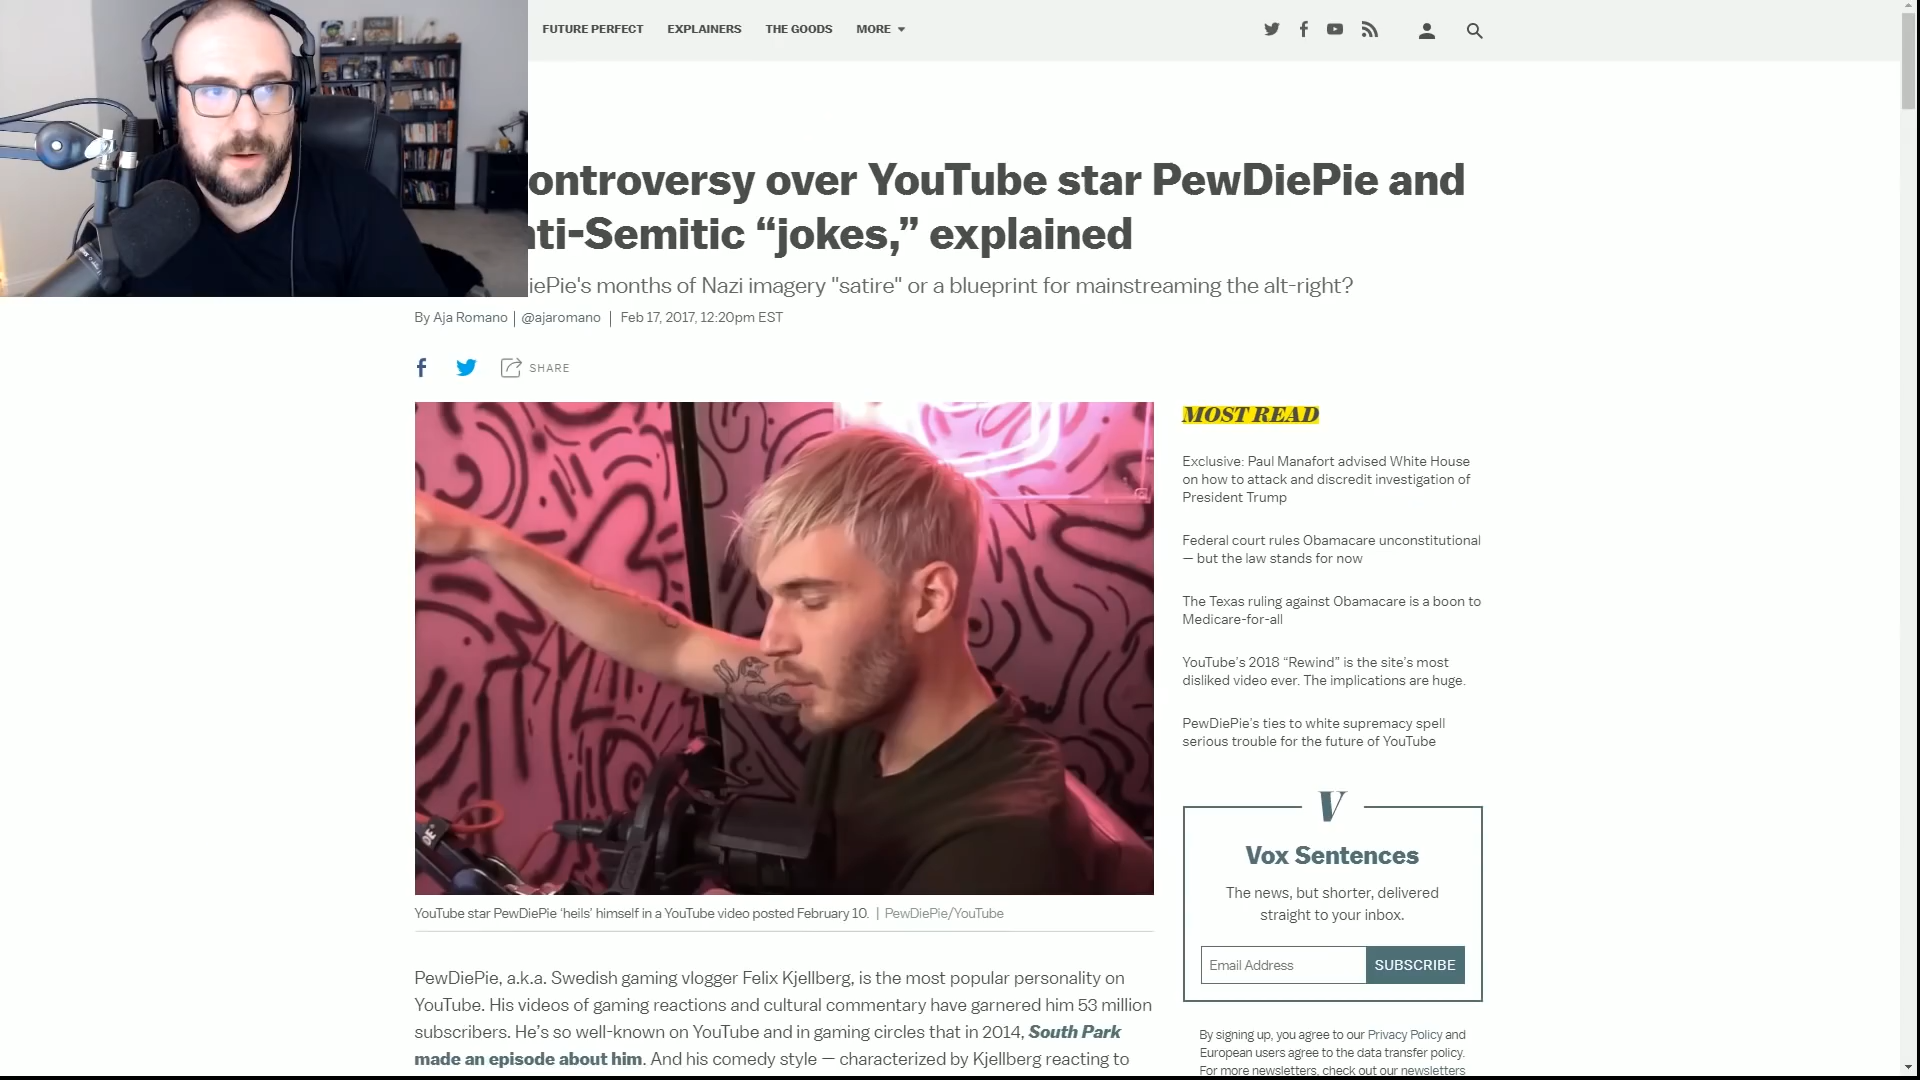 FUTURE PERFECT EXPLAINERS THE GOODS MORE
ontroversy over YouTube star PewDiePie and
nti-Semitic “jokes,” explained
iePie's months of Nazi imagery "satire" or a blueprint for mainstreaming the alt-right?
By Aja Romano | @ajaromano | Feb 17, 2017, 12:20pm EST
SHARE
YouTube star PewDiePie ‘heils’ himself in a YouTube video posted February 10. | PewDiePie/YouTube
PewDiePie, a.k.a. Swedish gaming vlogger Felix Kjellberg, is the most popular personality on
YouTube. His videos of gaming reactions and cultural commentary have garnered him 53 million
subscribers. He’s so well-known on YouTube and in gaming circles that in 2014, South Park
made an episode about him. And his comedy style — characterized by Kjellberg reacting to
MOST READ
Exclusive: Paul Manafort advised White House
on how to attack and discredit investigation of
President Trump
Federal court rules Obamacare unconstitutional
— but the law stands for now
The Texas ruling against Obamacare is a boon to
Medicare-for-all
YouTube’s 2018 “Rewind” is the site’s most
disliked video ever. The implications are huge.
PewDiePie’s ties to white supremacy spell
serious trouble for the future of YouTube
V
Vox Sentences
The news, but shorter, delivered
straight to your inbox.
Email Address SUBSCRIBE
By signing up, you agree to our Privacy Policy and
European users agree to the data transfer policy.
For more newsletters, check out our newsletters